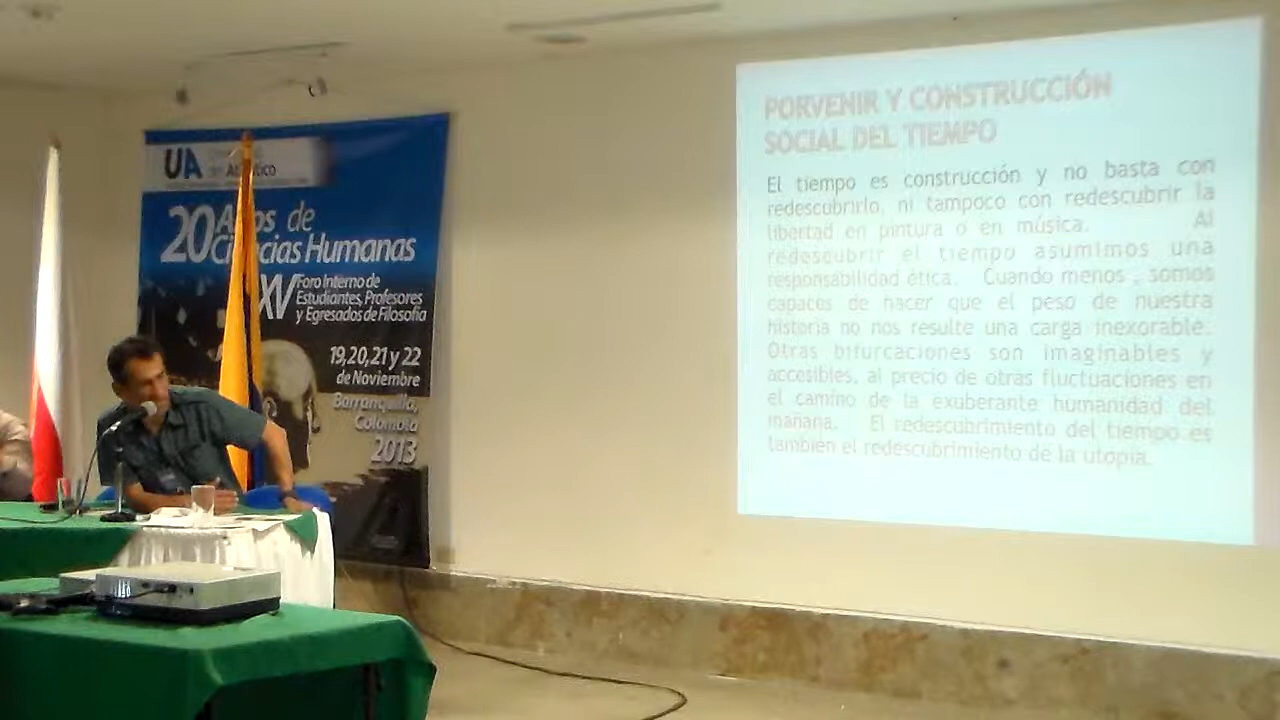 UA
del Atlántico
20 Años de
Ciencias Humanas
XV
Foro Interno de
Estudiantes, Profesores
y Egresados de Filosofía
19,20,21 y 22
de Noviembre
Barranquilla,
Colombia
2013
PORVENIR Y CONSTRUCCIÓN
SOCIAL DEL TIEMPO
El tiempo es construcción y no basta con
redescubrirlo, ni tampoco con redescubrir la
libertad en pintura o en música. Al
redescubrir el tiempo asumimos una
responsabilidad ética. Cuando menos , somos
capaces de hacer que el peso de nuestra
historia no nos resulte una carga inexorable.
Otras bifurcaciones son imaginables y
accesibles, al precio de otras fluctuaciones en
el camino de la exuberante humanidad del
mañana. El redescubrimiento del tiempo es
también el redescubrimiento de la utopía.